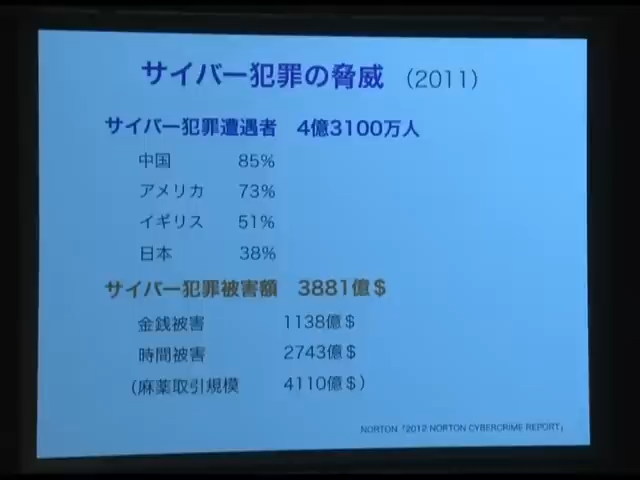 サイバー犯罪の脅威 （2011）
サイバー犯罪遭遇者 4億3100万人
中国 85%
アメリカ 73%
イギリス 51%
日本 38%
サイバー犯罪被害額 3881億＄
金銭被害 1138億＄
時間被害 2743億＄
（麻薬取引規模 4110億＄）
NORTON「2012 NORTON CYBERCRIME REPORT」